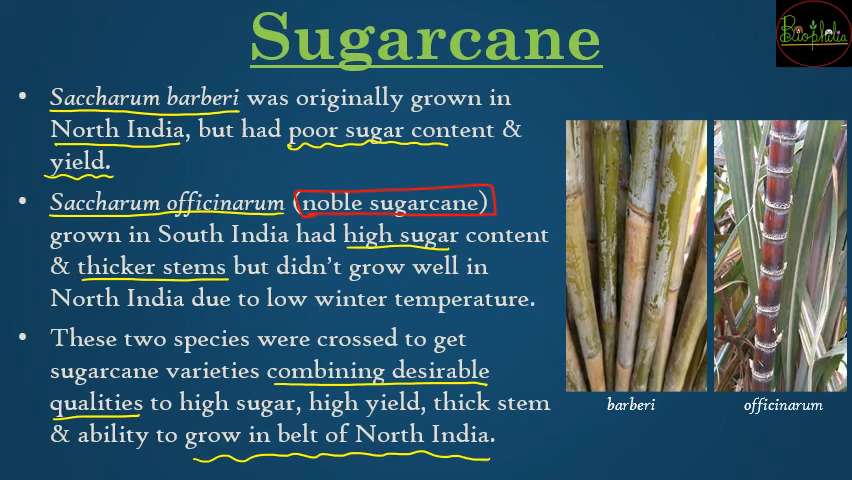 Sugarcane
Biophilia
• Saccharum barberi was originally grown in
North India, but had poor sugar content &
yield.
• Saccharum officinarum (noble sugarcane)
grown in South India had high sugar content
& thicker stems but didn’t grow well in
North India due to low winter temperature.
• These two species were crossed to get
sugarcane varieties combining desirable
qualities to high sugar, high yield, thick stem
& ability to grow in belt of North India.
barberi
officinarum